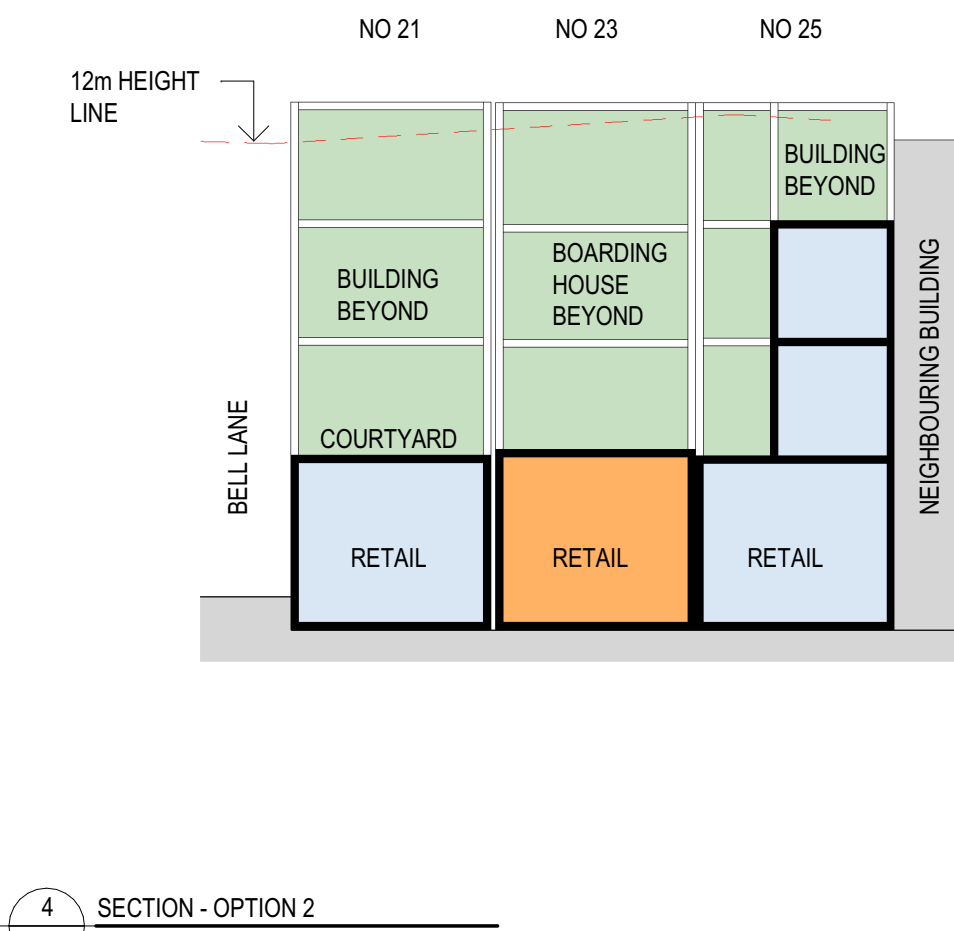 NO 21
NO 23
NO 25
12m HEIGHT
LINE
BUILDING
BEYOND
BUILDING
BEYOND
BOARDING
HOUSE
BEYOND
COURTYARD
BELL LANE
NEIGHBOURING BUILDING
RETAIL
RETAIL
RETAIL
4
SECTION - OPTION 2